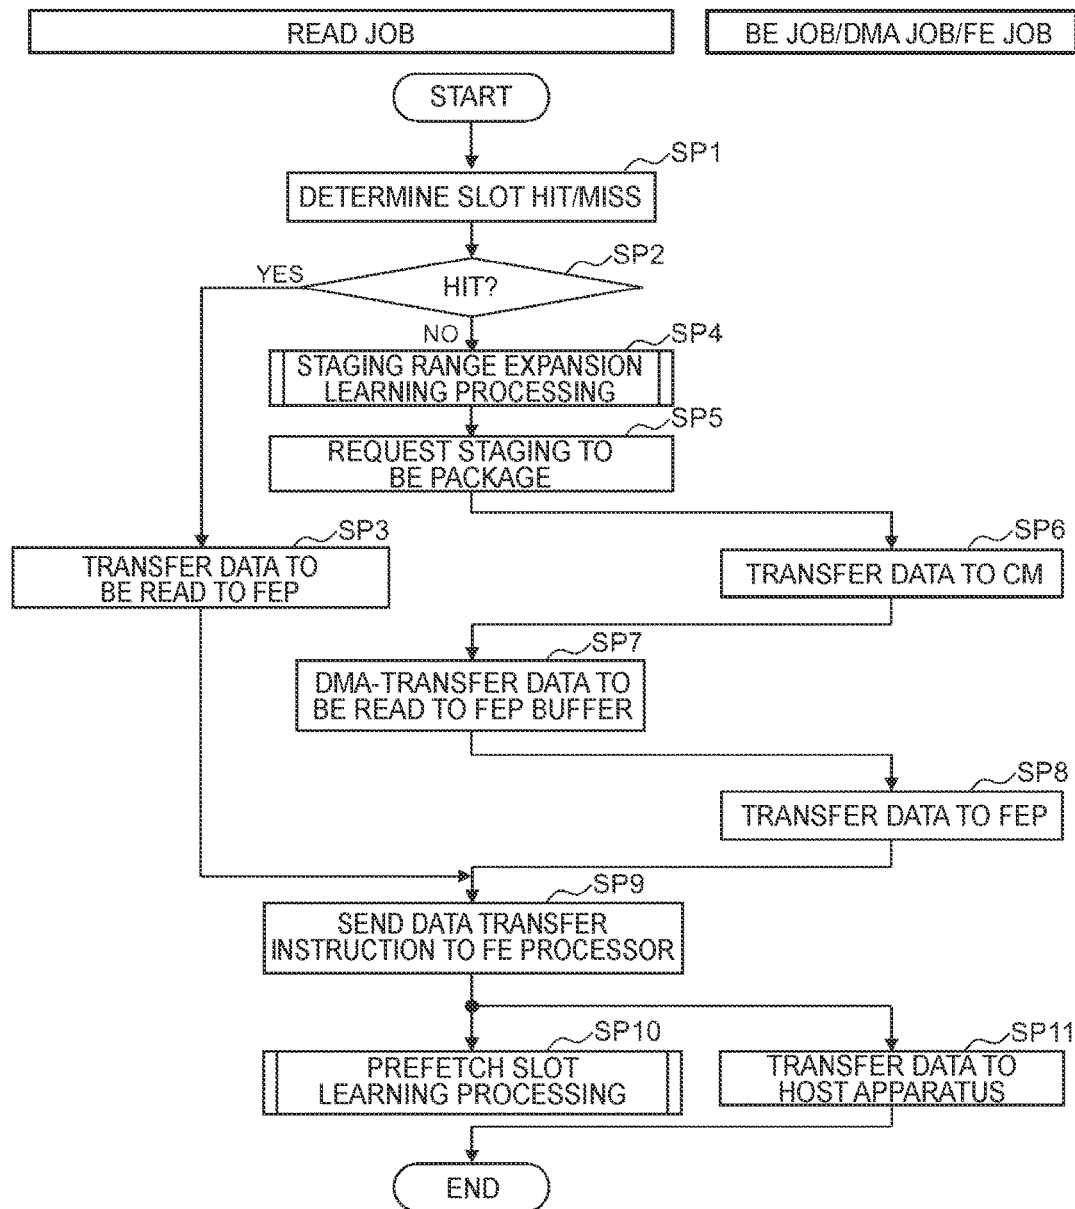 READ JOB
BE JOB/DMA JOB/FE JOB
START
SP1
DETERMINE SLOT HIT/MISS
SP2
YES
HIT?
NO
SP4
STAGING RANGE EXPANSION
LEARNING PROCESSING
SP5
REQUEST STAGING TO
BE PACKAGE
SP3
TRANSFER DATA TO
BE READ TO FEP
SP6
TRANSFER DATA TO CM
SP7
DMA-TRANSFER DATA TO
BE READ TO FEP BUFFER
SP8
TRANSFER DATA TO FEP
SP9
SEND DATA TRANSFER
INSTRUCTION TO FE PROCESSOR
SP10
PREFETCH SLOT
LEARNING PROCESSING
SP11
TRANSFER DATA TO
HOST APPARATUS
END